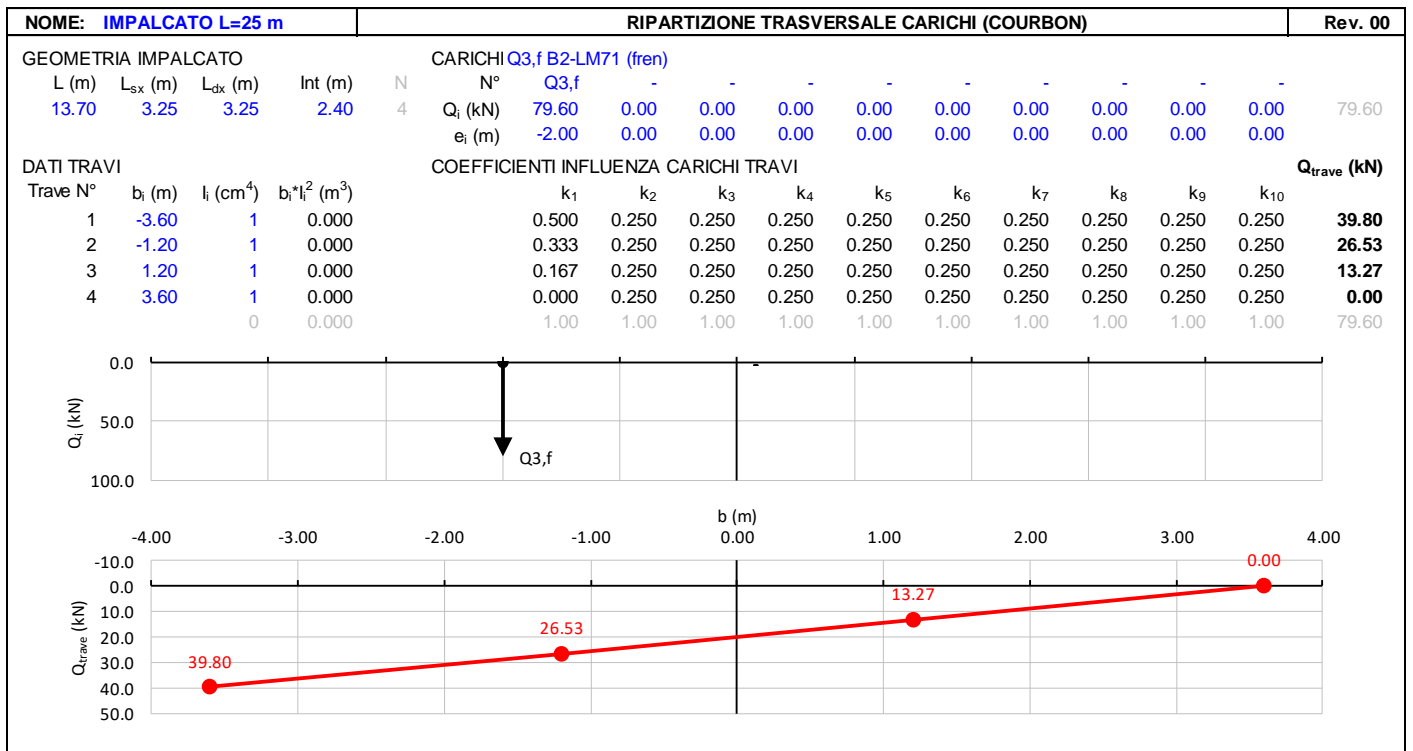 NOME: IMPALCATO L=25 m RIPARTIZIONE TRASVERSALE CARICHI (COURBON) Rev. 00
GEOMETRIA IMPALCATO CARICHI Q3,f B2-LM71 (fren)
L (m) Lsx (m) Ldx (m) Int (m) N N° Q3,f - - - - - - - - -
13.70 3.25 3.25 2.40 4 Qi (kN) 79.60 0.00 0.00 0.00 0.00 0.00 0.00 0.00 0.00 0.00 79.60
ei (m) -2.00 0.00 0.00 0.00 0.00 0.00 0.00 0.00 0.00 0.00
DATI TRAVI COEFFICIENTI INFLUENZA CARICHI TRAVI Qtrave (kN)
Trave N° bi (m) Ii (cm4) bi*Ii2 (m3) k1 k2 k3 k4 k5 k6 k7 k8 k9 k10
1 -3.60 1 0.000 0.500 0.250 0.250 0.250 0.250 0.250 0.250 0.250 0.250 0.250 39.80
2 -1.20 1 0.000 0.333 0.250 0.250 0.250 0.250 0.250 0.250 0.250 0.250 0.250 26.53
3 1.20 1 0.000 0.167 0.250 0.250 0.250 0.250 0.250 0.250 0.250 0.250 0.250 13.27
4 3.60 1 0.000 0.000 0.250 0.250 0.250 0.250 0.250 0.250 0.250 0.250 0.250 0.00
0 0.000 1.00 1.00 1.00 1.00 1.00 1.00 1.00 1.00 1.00 1.00 79.60
0.0
50.0
100.0
Qi (kN)
Q3,f
-
b (m)
-4.00 -3.00 -2.00 -1.00 0.00 1.00 2.00 3.00 4.00
-10.0
0.0
10.0
20.0
30.0
40.0
50.0
Qtrave (kN)
39.80
26.53
13.27
0.00